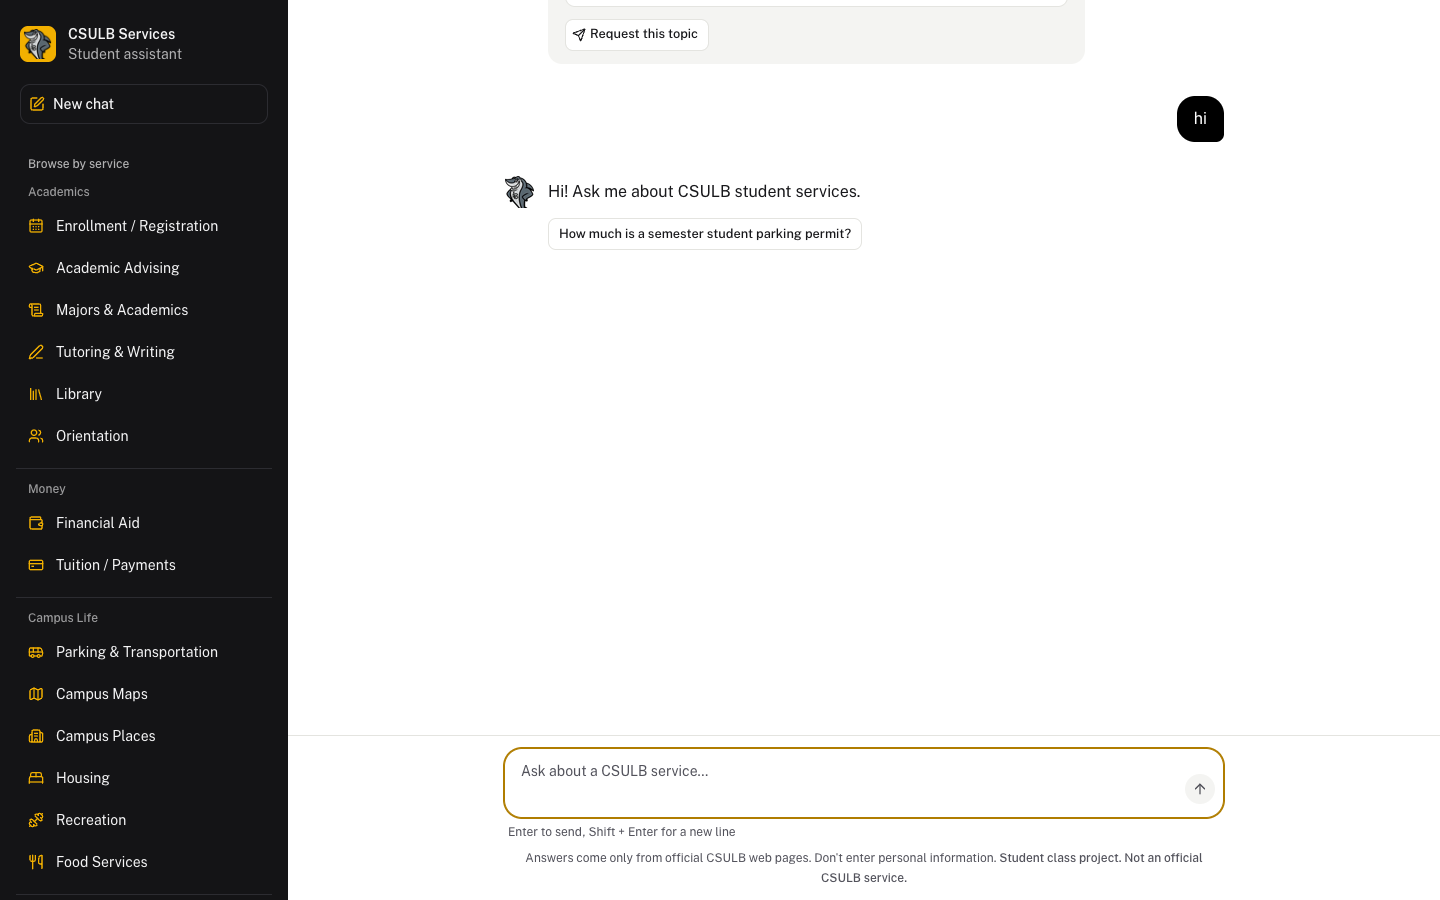 CSULB Services
Student assistant
New chat
Browse by service
Academics
Enrollment / Registration
Academic Advising
Majors & Academics
Tutoring & Writing
Library
Orientation
Money
Financial Aid
Tuition / Payments
Campus Life
Parking & Transportation
Campus Maps
Campus Places
Housing
Recreation
Food Services
Request this topic
hi
Hi! Ask me about CSULB student services.
How much is a semester student parking permit?
Ask about a CSULB service...
Enter to send, Shift + Enter for a new line
Answers come only from official CSULB web pages. Don't enter personal information. Student class project. Not an official
CSULB service.